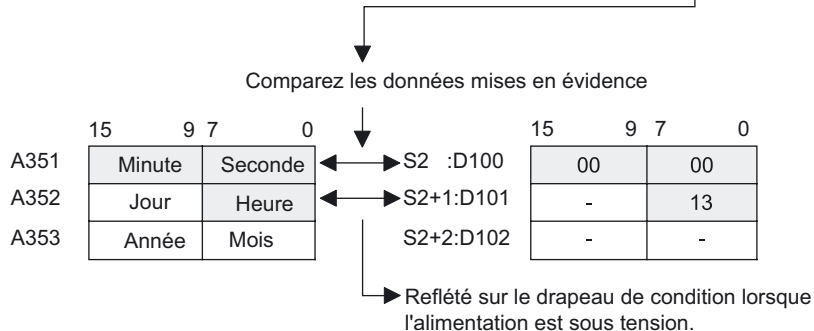 Comparez les données mises en évidence
15 9 7 0 15 9 7 0
A351 Minute Seconde S2 :D100 00 00
A352 Jour Heure S2+1:D101 - 13
A353 Année Mois S2+2:D102 - -
Reflété sur le drapeau de condition lorsque
l'alimentation est sous tension.